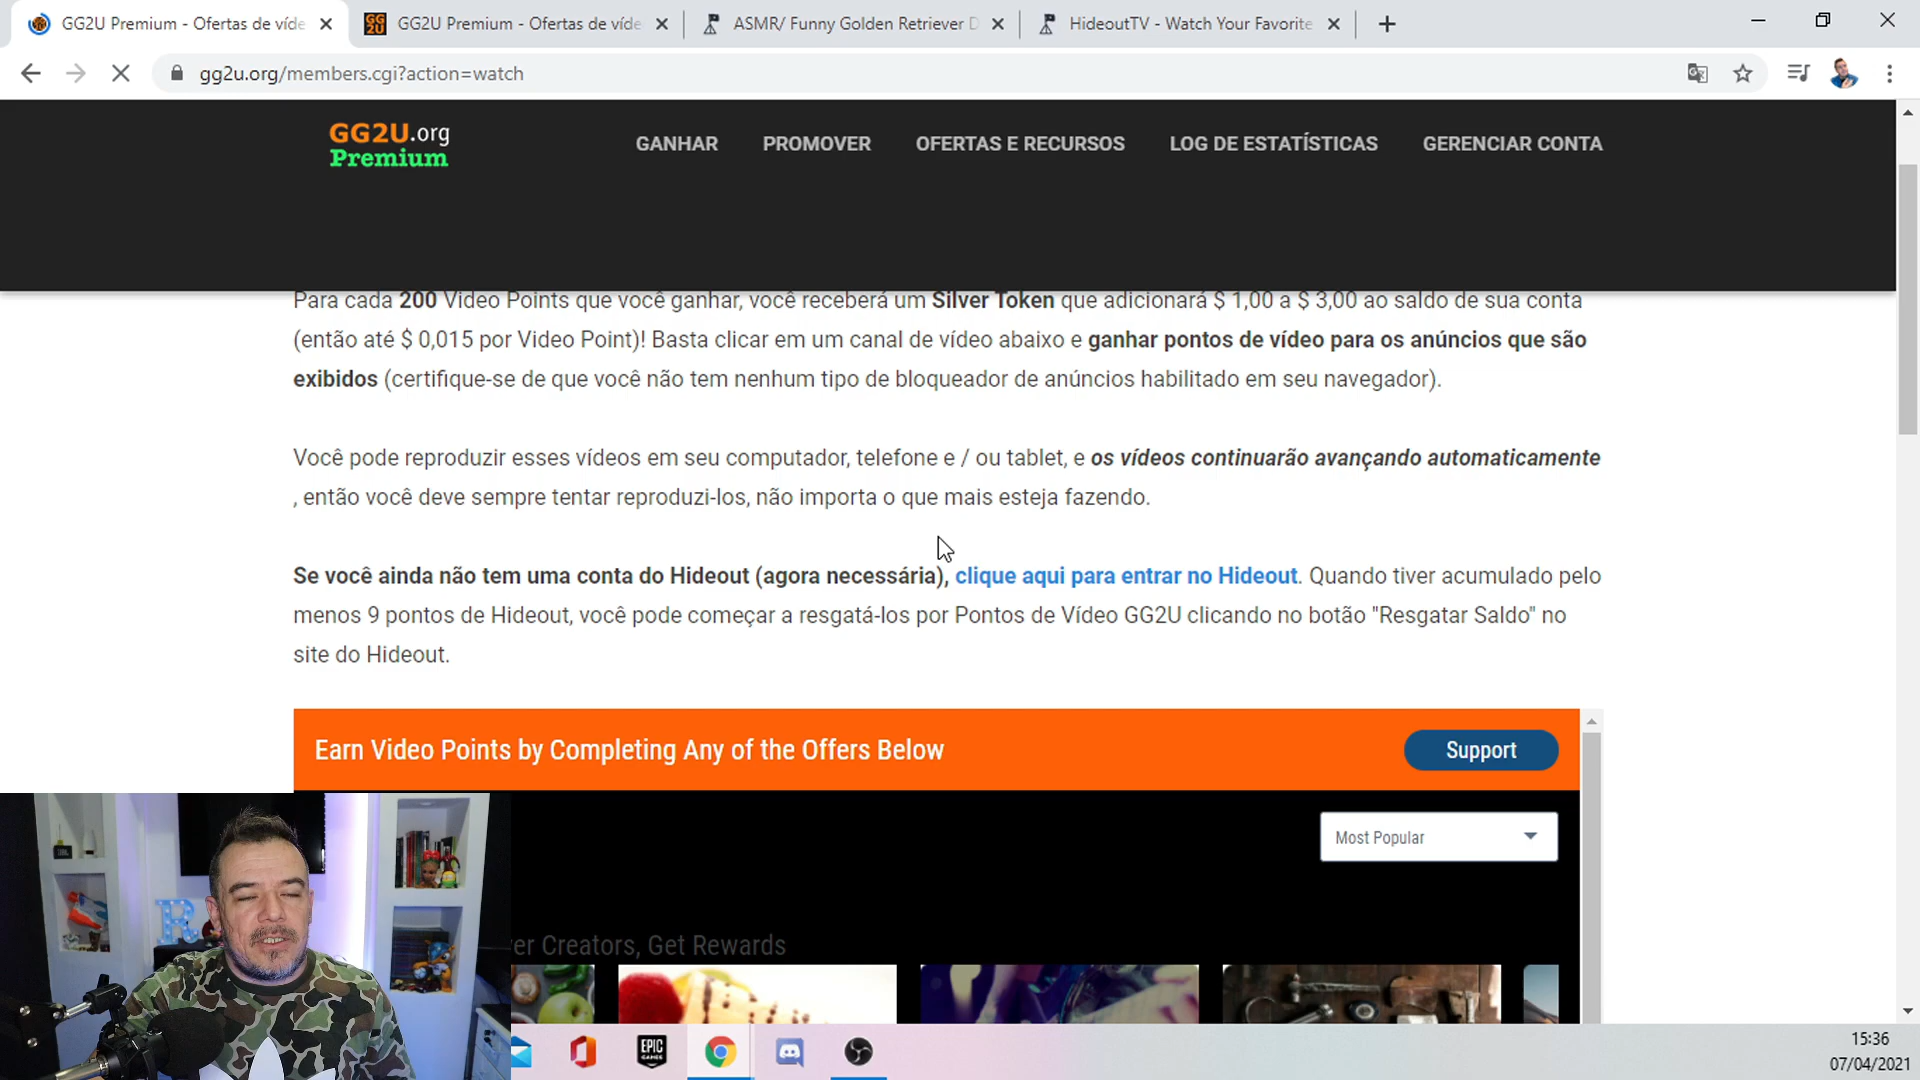 GG2U Premium - Ofertas de víde
GG2U Premium - Ofertas de víde
ASMR/ Funny Golden Retriever D
HideoutTV - Watch Your Favorite
gg2u.org/members.cgi?action=watch
GG2U.org
Premium
GANHAR
PROMOVER
OFERTAS E RECURSOS
LOG DE ESTATÍSTICAS
GERENCIAR CONTA
Para cada 200 Video Points que você ganhar, você receberá um Silver Token que adicionará $ 1,00 a $ 3,00 ao saldo de sua conta
(então até $ 0,015 por Video Point)! Basta clicar em um canal de vídeo abaixo e ganhar pontos de vídeo para os anúncios que são
exibidos (certifique-se de que você não tem nenhum tipo de bloqueador de anúncios habilitado em seu navegador).
Você pode reproduzir esses vídeos em seu computador, telefone e / ou tablet, e os vídeos continuarão avançando automaticamente
, então você deve sempre tentar reproduzi-los, não importa o que mais esteja fazendo.
Se você ainda não tem uma conta do Hideout (agora necessária), clique aqui para entrar no Hideout. Quando tiver acumulado pelo
menos 9 pontos de Hideout, você pode começar a resgatá-los por Pontos de Vídeo GG2U clicando no botão "Resgatar Saldo" no
site do Hideout.
Earn Video Points by Completing Any of the Offers Below
Support
Most Popular
er Creators, Get Rewards
R
EPIC
GAMES
15:36
07/04/2021